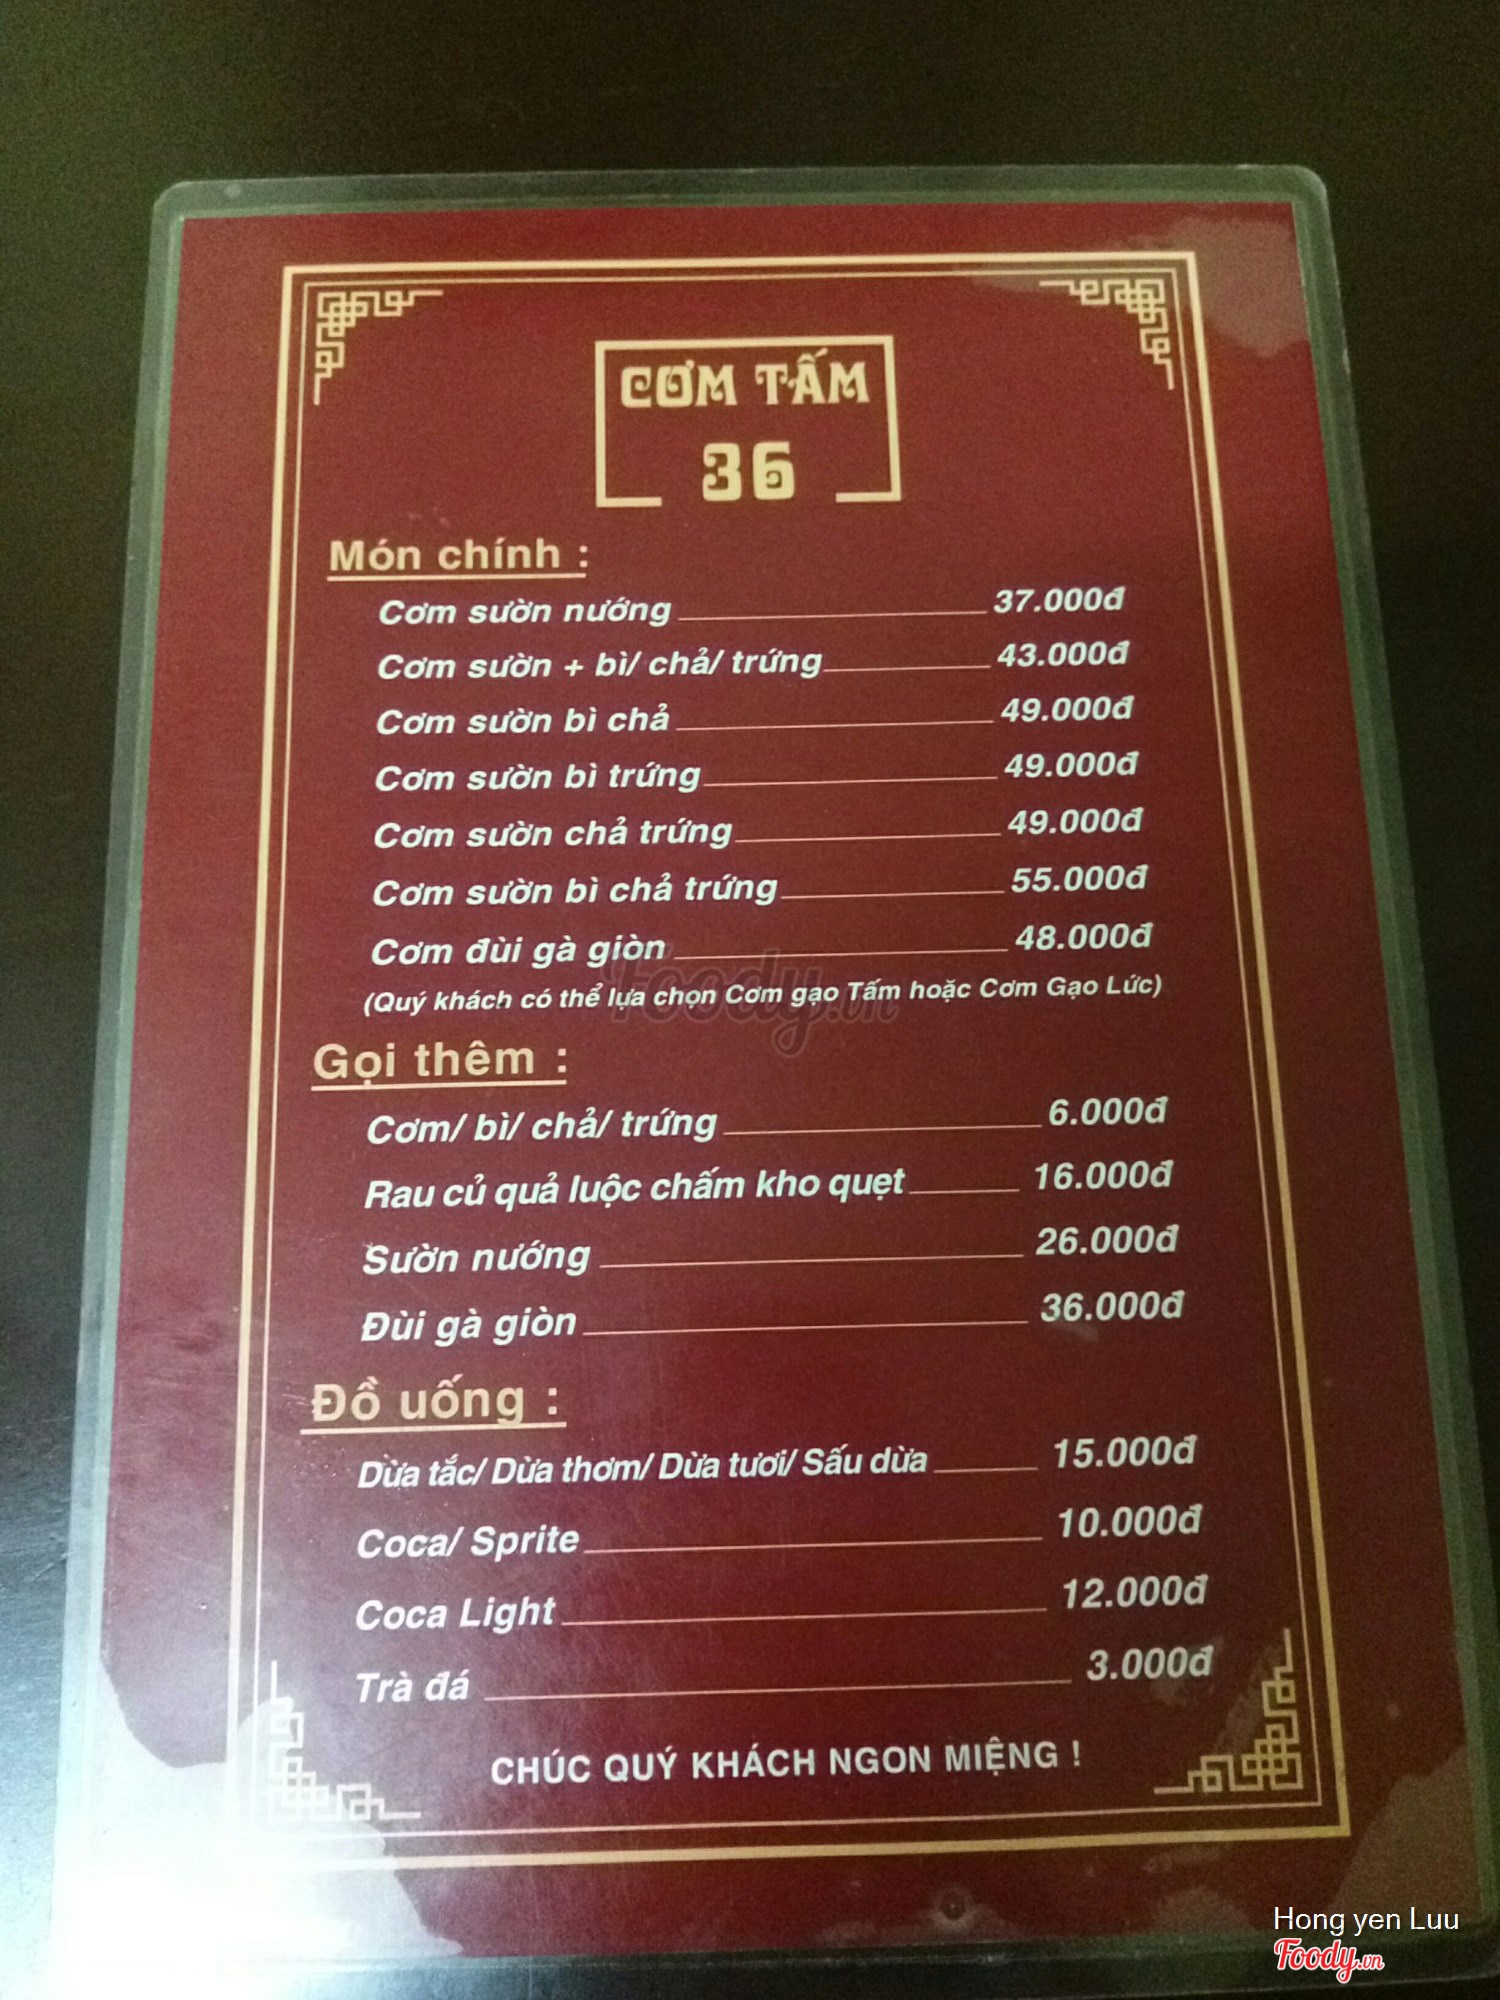 CƠM TẤM
36
Món chính :
Cơm sườn nướng 37.000đ
Cơm sườn + bì/ chả/ trứng 43.000đ
Cơm sườn bì chả 49.000đ
Cơm sườn bì trứng 49.000đ
Cơm sườn chả trứng 49.000đ
Cơm sườn bì chả trứng 55.000đ
Cơm đùi gà giòn 48.000đ
(Quý khách có thể lựa chọn Cơm gạo Tấm hoặc Cơm Gạo Lức)
Foody.vn
Gọi thêm :
Cơm/ bì/ chả/ trứng 6.000đ
Rau củ quả luộc chấm kho quẹt 16.000đ
Sườn nướng 26.000đ
Đùi gà giòn 36.000đ
Đồ uống :
Dừa tắc/ Dừa thơm/ Dừa tươi/ Sấu dừa 15.000đ
Coca/ Sprite 10.000đ
Coca Light 12.000đ
Trà đá 3.000đ
CHÚC QUÝ KHÁCH NGON MIỆNG !
Hong yen Luu
Foody.vn